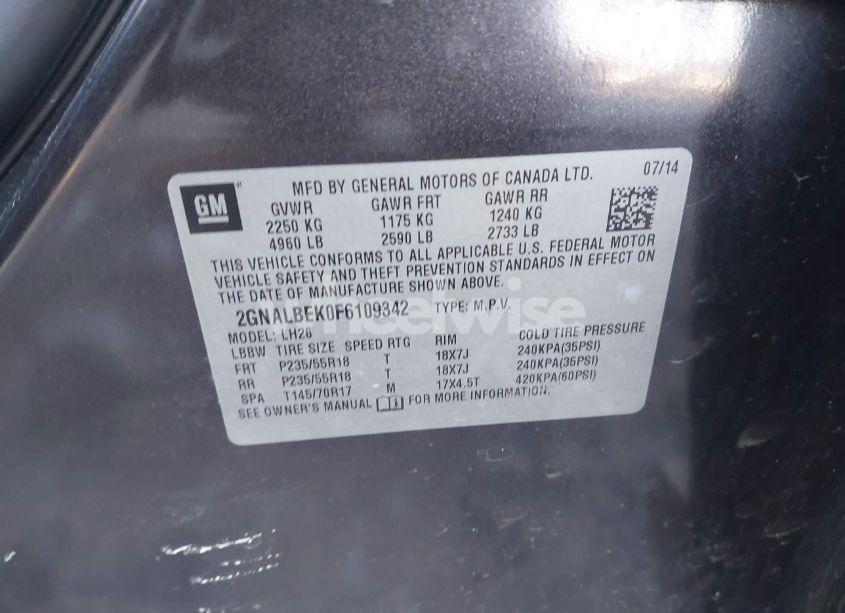 GM
MFD BY GENERAL MOTORS OF CANADA LTD. 07/14
GVWR GAWR FRT GAWR RR
2250 KG 1175 KG 1240 KG
4960 LB 2590 LB 2733 LB
THIS VEHICLE CONFORMS TO ALL APPLICABLE U.S. FEDERAL MOTOR
VEHICLE SAFETY AND THEFT PREVENTION STANDARDS IN EFFECT ON
THE DATE OF MANUFACTURE SHOWN ABOVE.
2GNALBEK0F6109342 TYPE: M.P.V.
MODEL: LH26
LBBW TIRE SIZE SPEED RTG RIM COLD TIRE PRESSURE
FRT P235/55R18 T 18X7J 240KPA(35PSI)
RR P235/55R18 T 18X7J 240KPA(35PSI)
SPA T145/70R17 M 17X4.5T 420KPA(60PSI)
SEE OWNER'S MANUAL FOR MORE INFORMATION.